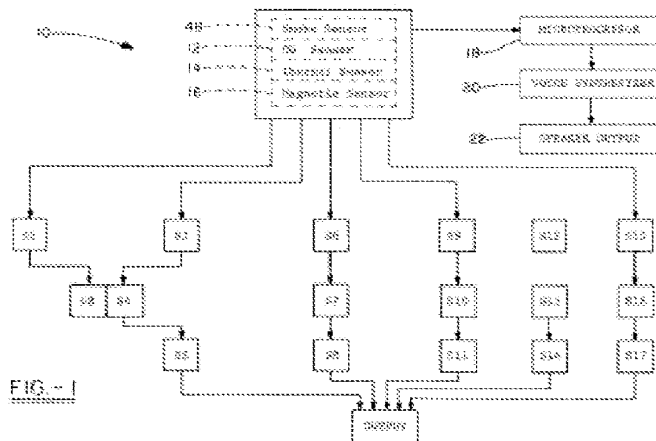 10
48
Smoke Sensor
12
CO Sensor
14
16
Magnetic Sensor
MICROPROCESSOR
18
VOICE SYNTHESIZER
20
SPEAKER OUTPUT
22
S1
S3
S6
S9
S12
S15
S2
S4
S7
S10
S13
S16
S5
S8
S11
S14
S17
FIG.-1
OUTPUT